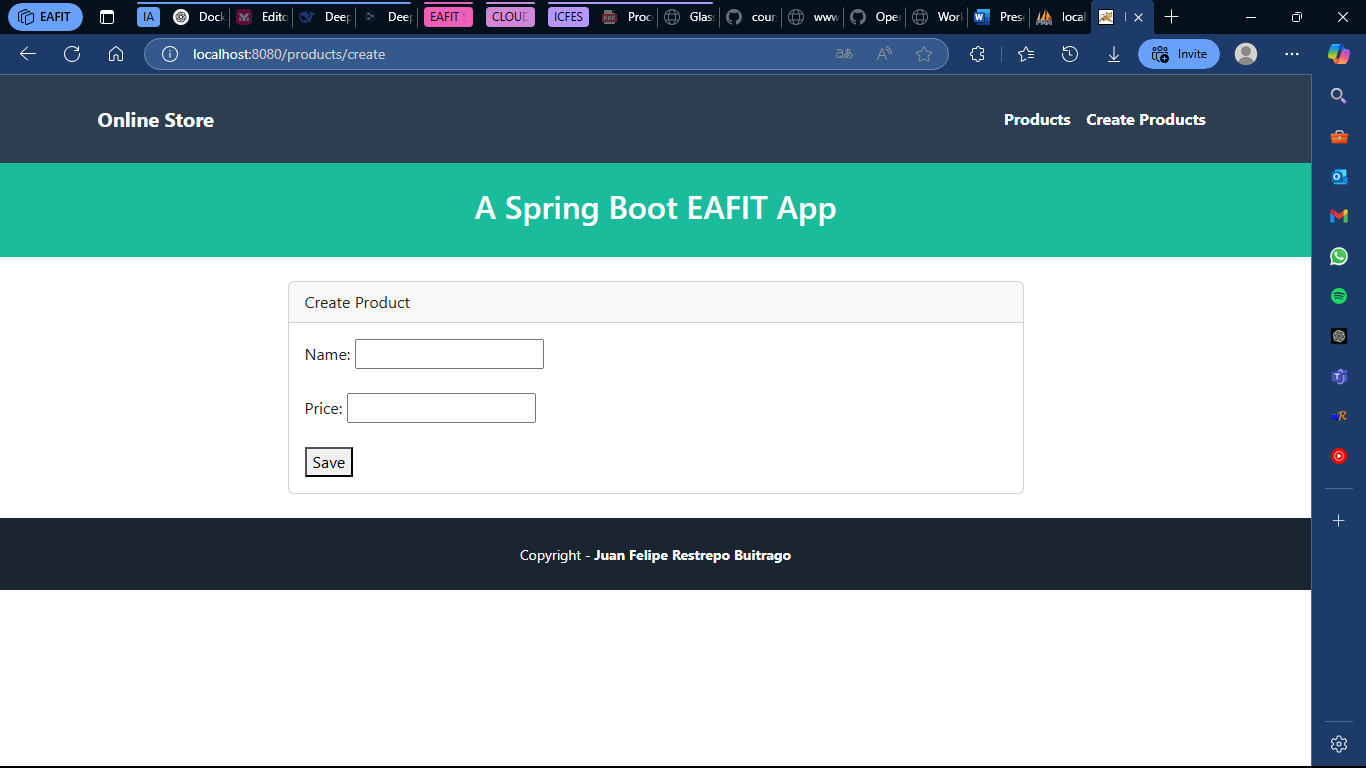 EAFIT
IA
Dock
Edito
Deep
Deep
EAFIT
CLOUD
ICFES
Proc
Glas
cour
www
Ope
Worl
Prese
local
localhost:8080/products/create
Invite
Online Store
Products
Create Products
A Spring Boot EAFIT App
Create Product
Name:
Price:
Save
Copyright - Juan Felipe Restrepo Buitrago